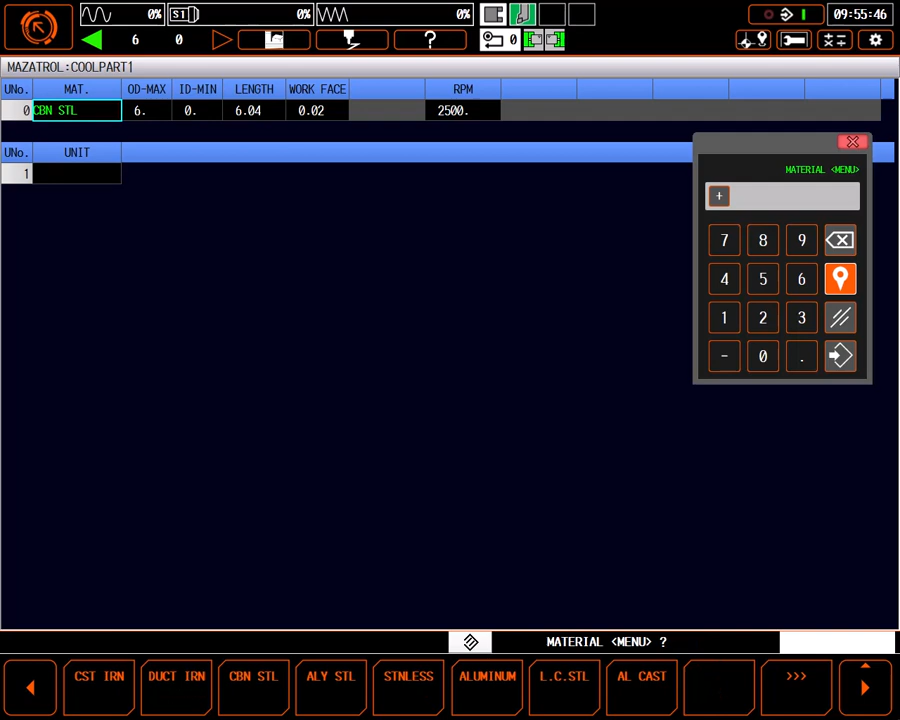 0% S1 0% 0% 09:55:46
6 0 ? 0
MAZATROL:COOLPART1
UNo. MAT. OD-MAX ID-MIN LENGTH WORK FACE RPM
0 CBN STL 6. 0. 6.04 0.02 2500.
UNo. UNIT
1
MATERIAL <MENU>
+
7 8 9
4 5 6
1 2 3
- 0 .
MATERIAL <MENU> ?
CST IRN DUCT IRN CBN STL ALY STL STNLESS ALUMINUM L.C.STL AL CAST >>>